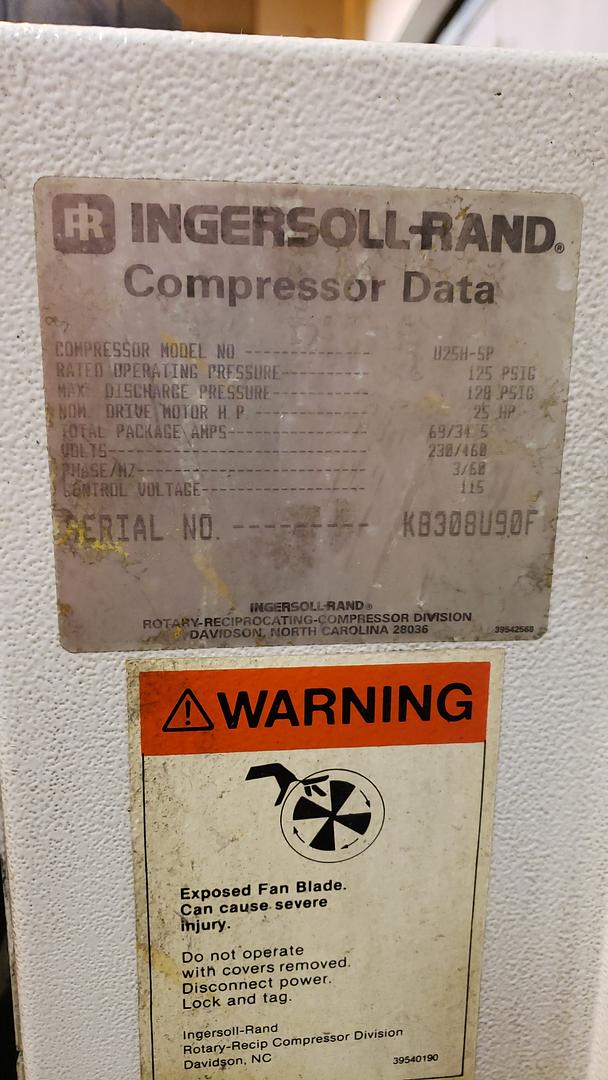 IR INGERSOLL-RAND®
Compressor Data
COMPRESSOR MODEL NO --------------- U25H-SP
RATED OPERATING PRESSURE----------- 125 PSIG
MAX. DISCHARGE PRESSURE------------ 128 PSIG
NOM. DRIVE MOTOR H P -------------- 25 HP
TOTAL PACKAGE AMPS----------------- 69/34.5
VOLTS------------------------------ 230/460
PHASE/HZ--------------------------- 3/60
CONTROL VOLTAGE-------------------- 115
SERIAL NO. --------- KB308U90F
INGERSOLL-RAND®
ROTARY-RECIPROCATING-COMPRESSOR DIVISION
DAVIDSON, NORTH CAROLINA 28036
39542568
WARNING
Exposed Fan Blade.
Can cause severe
injury.
Do not operate
with covers removed.
Disconnect power.
Lock and tag.
Ingersoll-Rand
Rotary-Recip Compressor Division
Davidson, NC
39540190